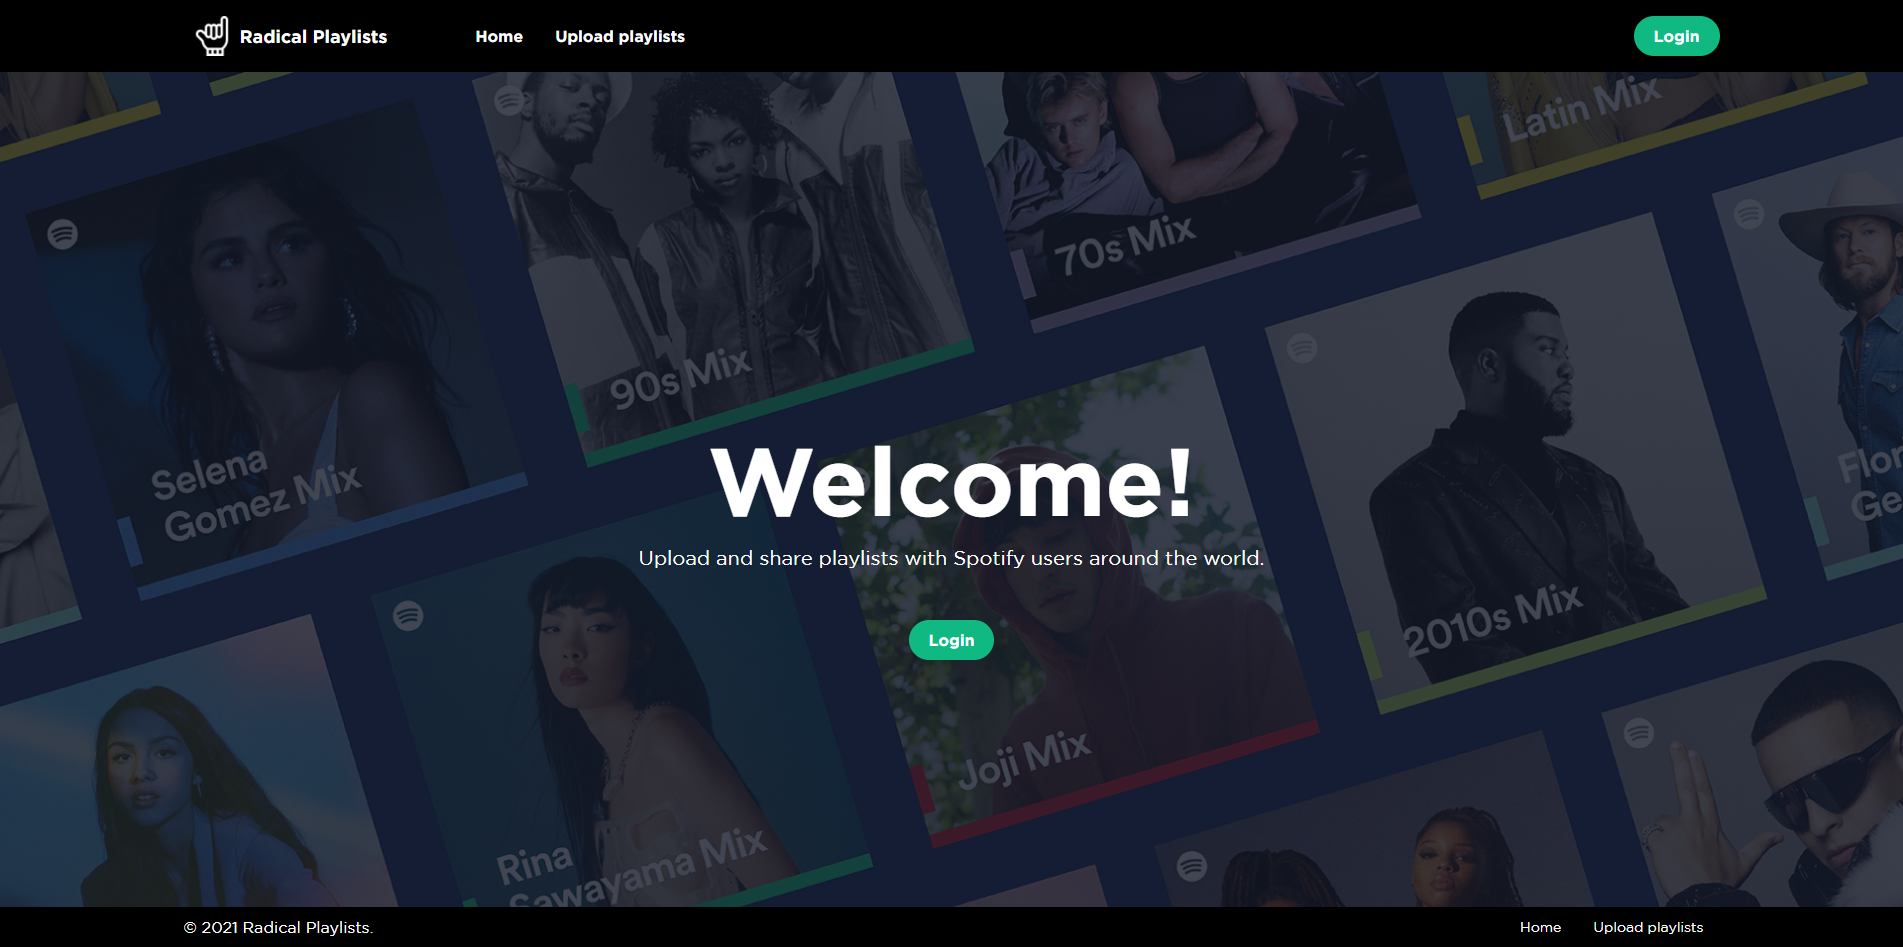 Radical Playlists
Home
Upload playlists
Login
Latin Mix
70s Mix
90s Mix
Selena
Gomez Mix
Welcome!
Upload and share playlists with Spotify users around the world.
Login
2010s Mix
Joji Mix
Rina
Sawayama Mix
© 2021 Radical Playlists.
Home
Upload playlists